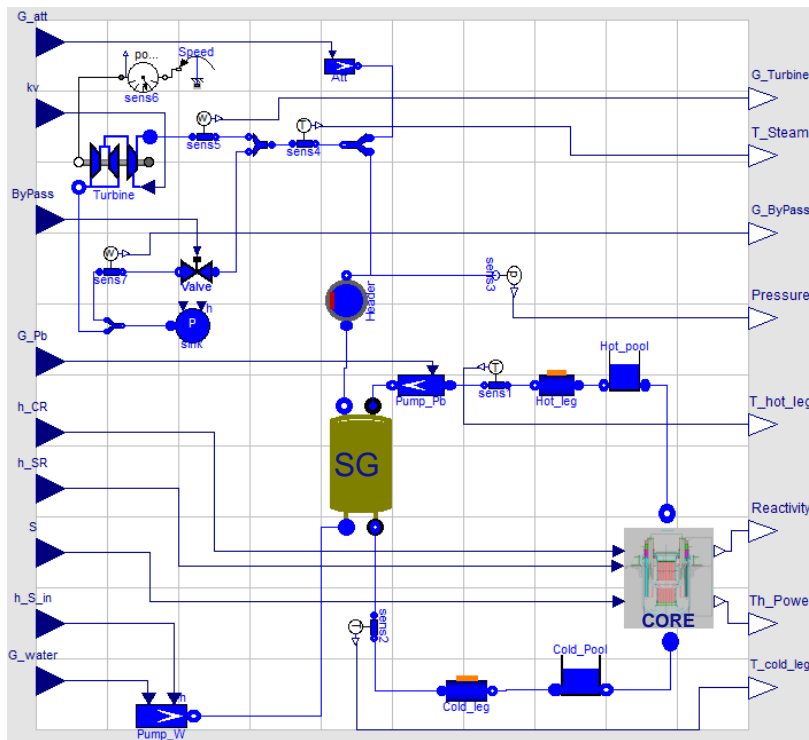 G_att
po...
Speed
Att
sens6
G_Turbine
kv
W
sens5
T
sens4
T_Steam
Turbine
ByPass
G_ByPass
W
sens7
Valve
sens3
p
Header
Pressure
P
h
sink
G_Pb
Hot_pool
T
Pump_Pb
sens1
Hot_leg
T_hot_leg
h_CR
SG
h_SR
Reactivity
S
CORE
h_S_in
T
sens2
Th_Power
G_water
Cold_Pool
T_cold_leg
Cold_leg
h
Pump_W